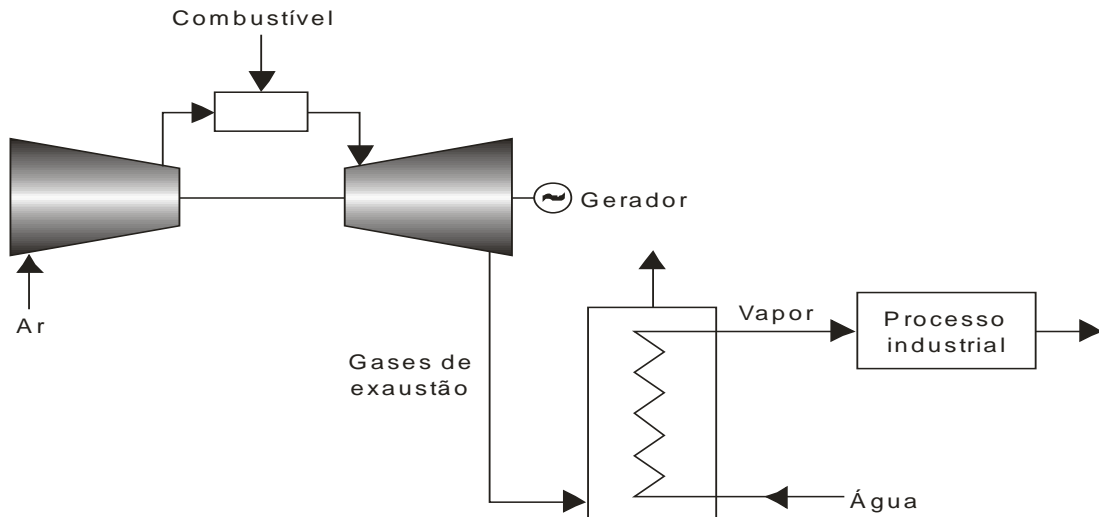 Combustível
Gerador
Ar
Gases de
exaustão
Vapor
Processo
industrial
Água